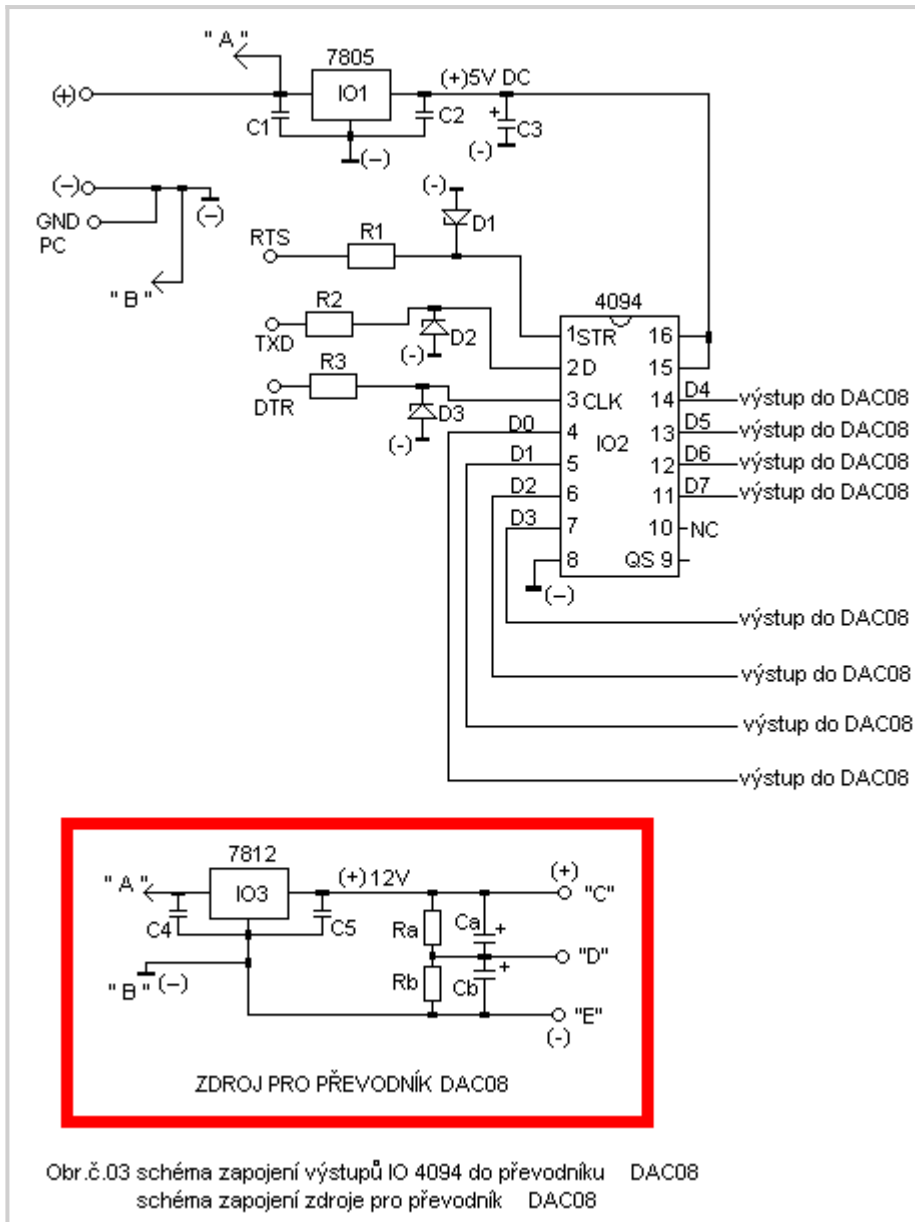 " A "
7805
(+)
IO1
(+)5V DC
C1
C2
+
C3
(–)
(-)
(–)
GND
PC
(–)
" B "
(-)
D1
RTS
R1
R2
TXD
D2
(-)
R3
DTR
D3
(-)
4094
1 STR 16
2 D 15
3 CLK 14 D4 výstup do DAC08
D0 4 13 D5 výstup do DAC08
IO2
D1 5 12 D6 výstup do DAC08
D2 6 11 D7 výstup do DAC08
D3 7 10 NC
8 QS 9
(–)
výstup do DAC08
výstup do DAC08
výstup do DAC08
výstup do DAC08
7812
" A "
IO3
(+) 12V
(+)
"C"
C4
C5
Ra
Ca
+
"D"
" B " (–)
Rb
Cb
+
"E"
(-)
ZDROJ PRO PŘEVODNÍK DAC08
Obr.č.03 schéma zapojení výstupů IO 4094 do převodníku DAC08
schéma zapojení zdroje pro převodník DAC08